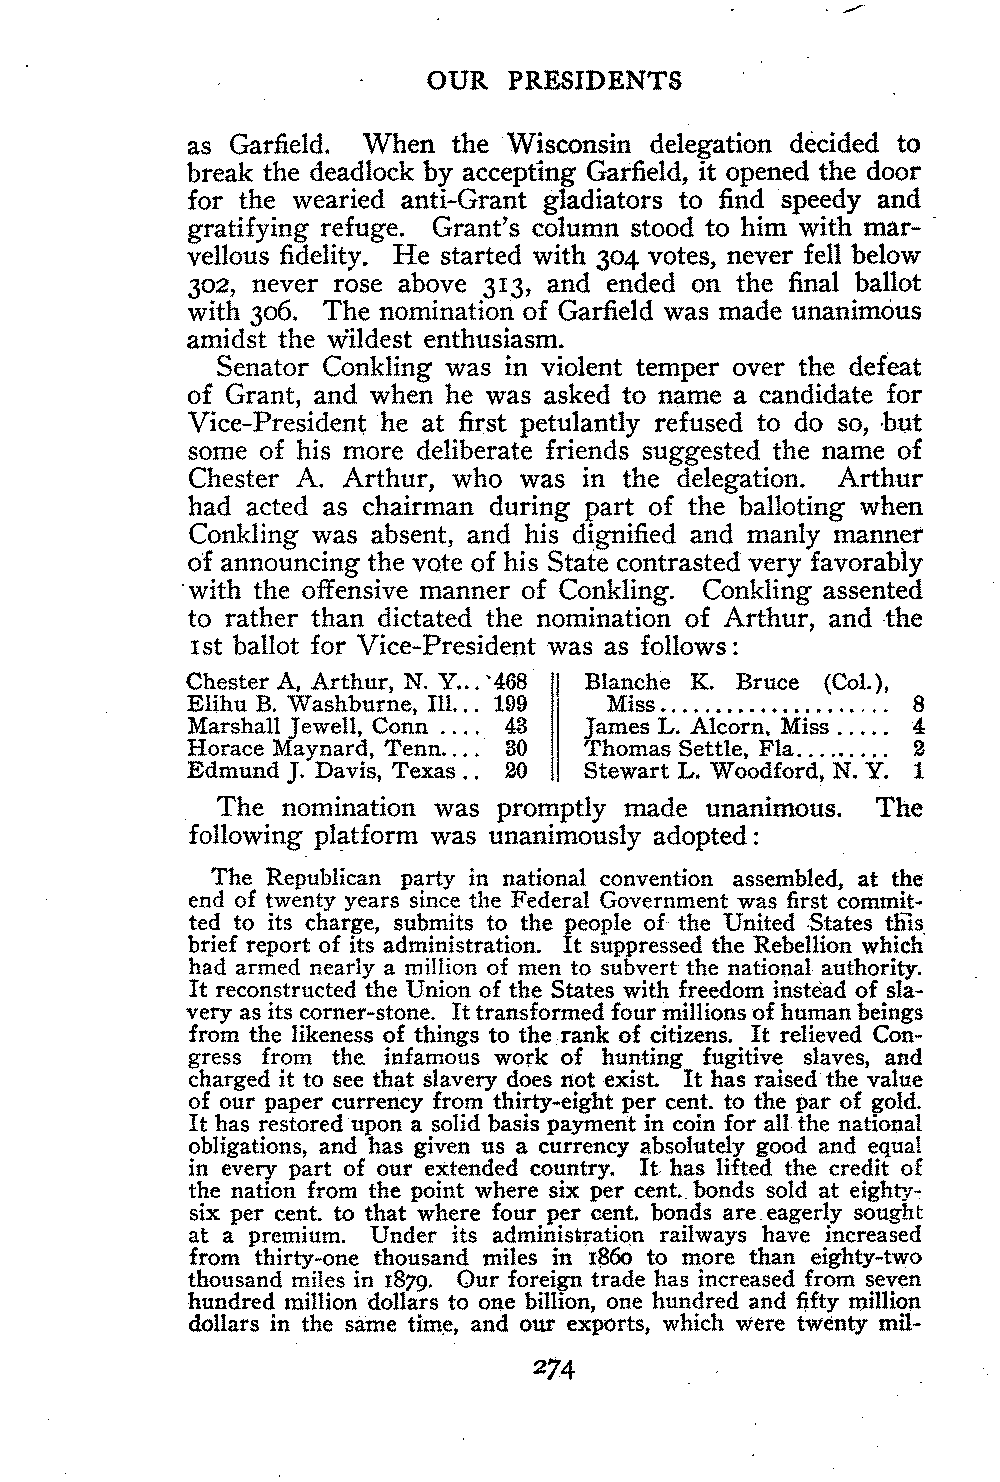 OUR PRESIDENTS
as Garfield. When the Wisconsin delegation decided to
break the deadlock by accepting Garfield, it opened the door
for the wearied anti-Grant gladiators to find speedy and
gratifying refuge. Grant's column stood to him with mar-
vellous fidelity. He started with 304 votes, never fell below
302, never rose above 313, and ended on the final ballot
with 306. The nomination of Garfield was made unanimous
amidst the wildest enthusiasm.
Senator Conkling was in violent temper over the defeat
of Grant, and when he was asked to name a candidate for
Vice-President he at first petulantly refused to do so, but
some of his more deliberate friends suggested the name of
Chester A. Arthur, who was in the delegation. Arthur
had acted as chairman during part of the balloting when
Conkling was absent, and his dignified and manly manner
of announcing the vote of his State contrasted very favorably
with the offensive manner of Conkling. Conkling assented
to rather than dictated the nomination of Arthur, and the
1st ballot for Vice-President was as follows:
Chester A. Arthur, N. Y... 468
Elihu B. Washburne, Ill... 199
Marshall Jewell, Conn .... 43
Horace Maynard, Tenn.... 30
Edmund J. Davis, Texas.. 20
Blanche K. Bruce (Col.),
Miss..................... 8
James L. Alcorn, Miss..... 4
Thomas Settle, Fla......... 2
Stewart L. Woodford, N. Y. 1
The nomination was promptly made unanimous. The
following platform was unanimously adopted:
The Republican party in national convention assembled, at the
end of twenty years since the Federal Government was first commit-
ted to its charge, submits to the people of the United States this
brief report of its administration. It suppressed the Rebellion which
had armed nearly a million of men to subvert the national authority.
It reconstructed the Union of the States with freedom instead of sla-
very as its corner-stone. It transformed four millions of human beings
from the likeness of things to the rank of citizens. It relieved Con-
gress from the infamous work of hunting fugitive slaves, and
charged it to see that slavery does not exist. It has raised the value
of our paper currency from thirty-eight per cent. to the par of gold.
It has restored upon a solid basis payment in coin for all the national
obligations, and has given us a currency absolutely good and equal
in every part of our extended country. It has lifted the credit of
the nation from the point where six per cent. bonds sold at eighty-
six per cent. to that where four per cent. bonds are eagerly sought
at a premium. Under its administration railways have increased
from thirty-one thousand miles in 1860 to more than eighty-two
thousand miles in 1879. Our foreign trade has increased from seven
hundred million dollars to one billion, one hundred and fifty million
dollars in the same time, and our exports, which were twenty mil-
274